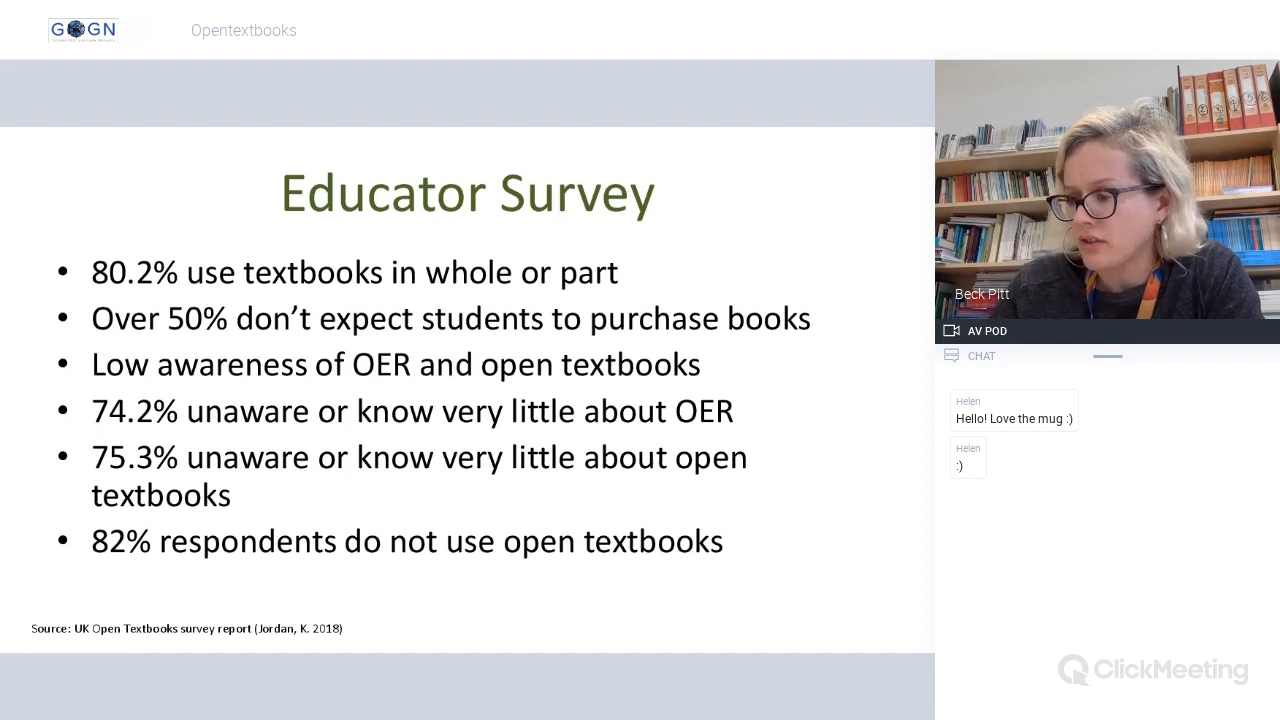 GOGN
Opentextbooks
Educator Survey
• 80.2% use textbooks in whole or part
• Over 50% don’t expect students to purchase books
• Low awareness of OER and open textbooks
• 74.2% unaware or know very little about OER
• 75.3% unaware or know very little about open
textbooks
• 82% respondents do not use open textbooks
Source: UK Open Textbooks survey report (Jordan, K. 2018)
Beck Pitt
AV POD
CHAT
Helen
Hello! Love the mug :)
Helen
:)
ClickMeeting